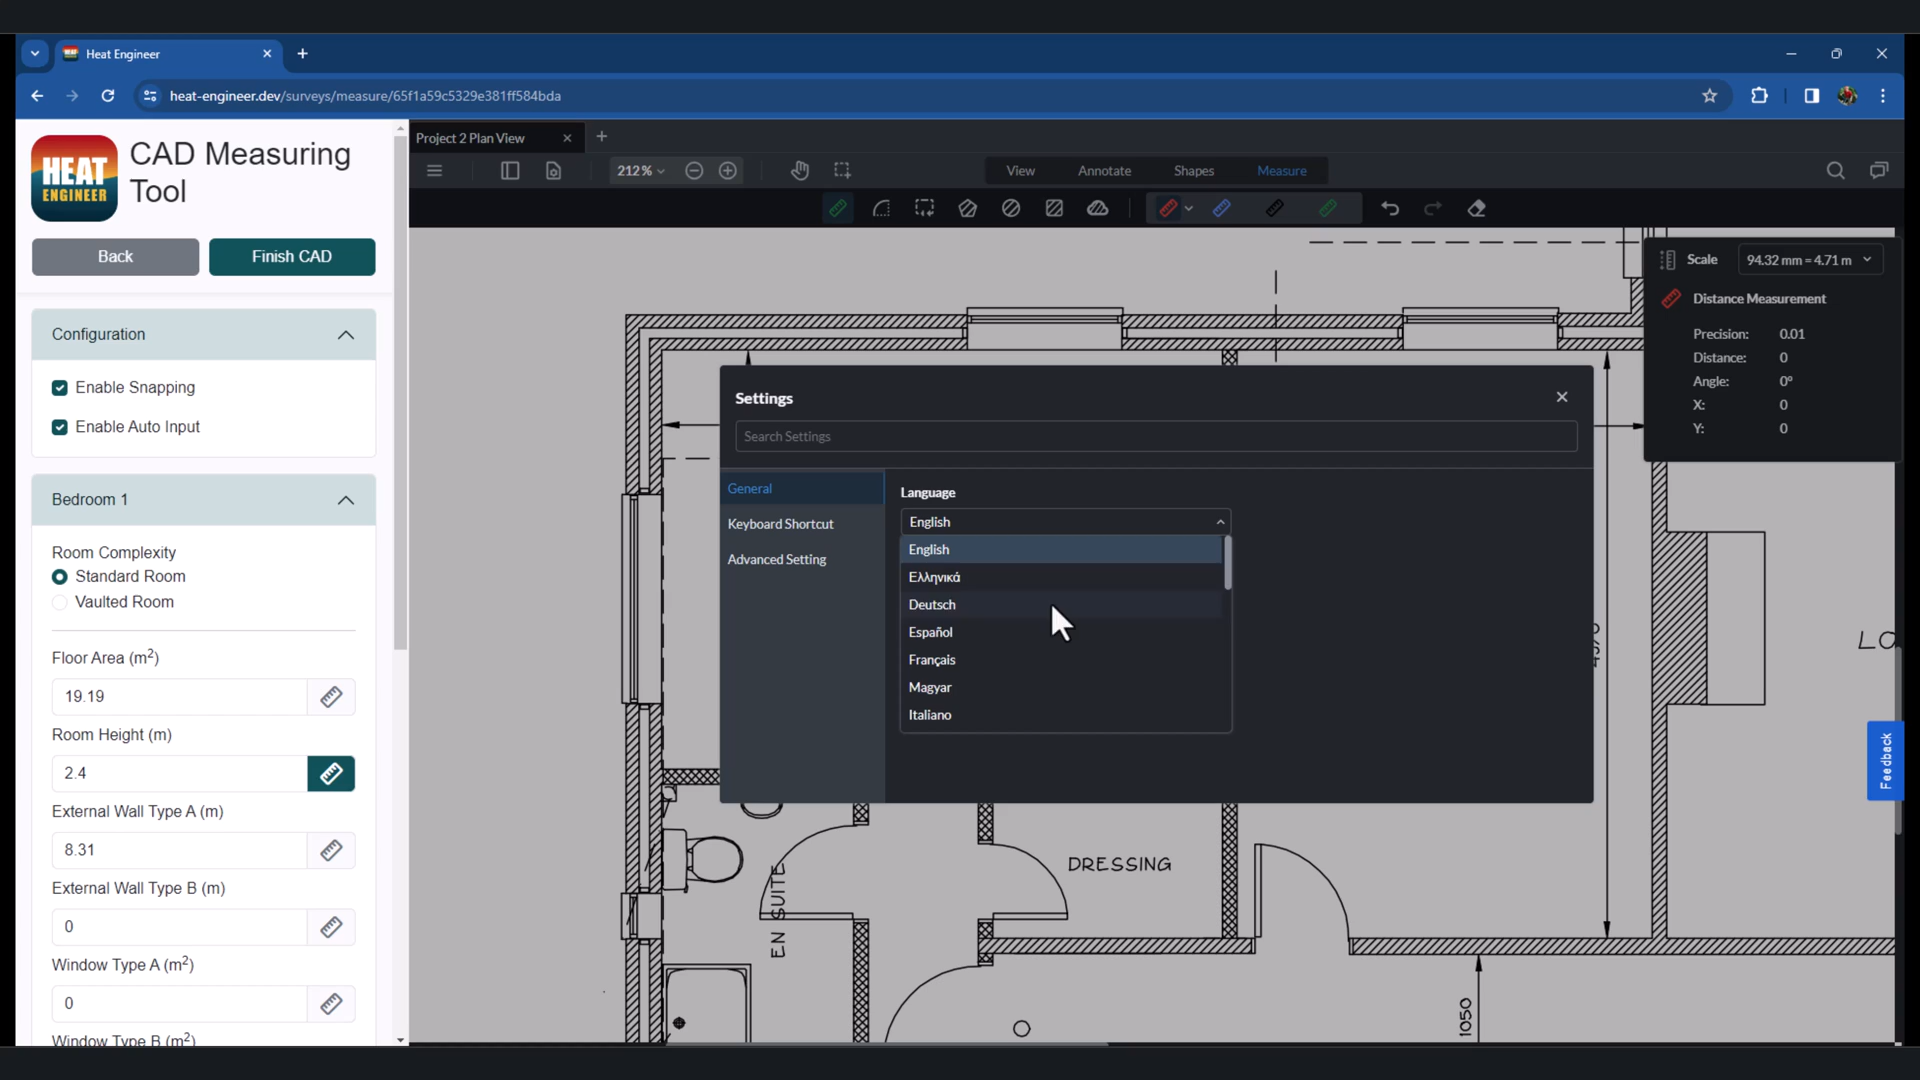 Heat Engineer
heat-engineer.dev/surveys/measure/65f1a59c5329e381ff584bda
HEAT
ENGINEER
CAD Measuring
Tool
Back
Finish CAD
Configuration
Enable Snapping
Enable Auto Input
Bedroom 1
Room Complexity
Standard Room
Vaulted Room
Floor Area (m²)
19.19
Room Height (m)
2.4
External Wall Type A (m)
8.31
External Wall Type B (m)
0
Window Type A (m²)
0
Window Type B (m²)
Project 2 Plan View
212%
View
Annotate
Shapes
Measure
Scale
94.32 mm = 4.71 m
Distance Measurement
Precision: 0.01
Distance: 0
Angle: 0°
X: 0
Y: 0
Settings
Search Settings
General
Keyboard Shortcut
Advanced Setting
Language
English
English
Ελληνικά
Deutsch
Español
Français
Magyar
Italiano
LO
Feedback
DRESSING
EN SUITE
1050